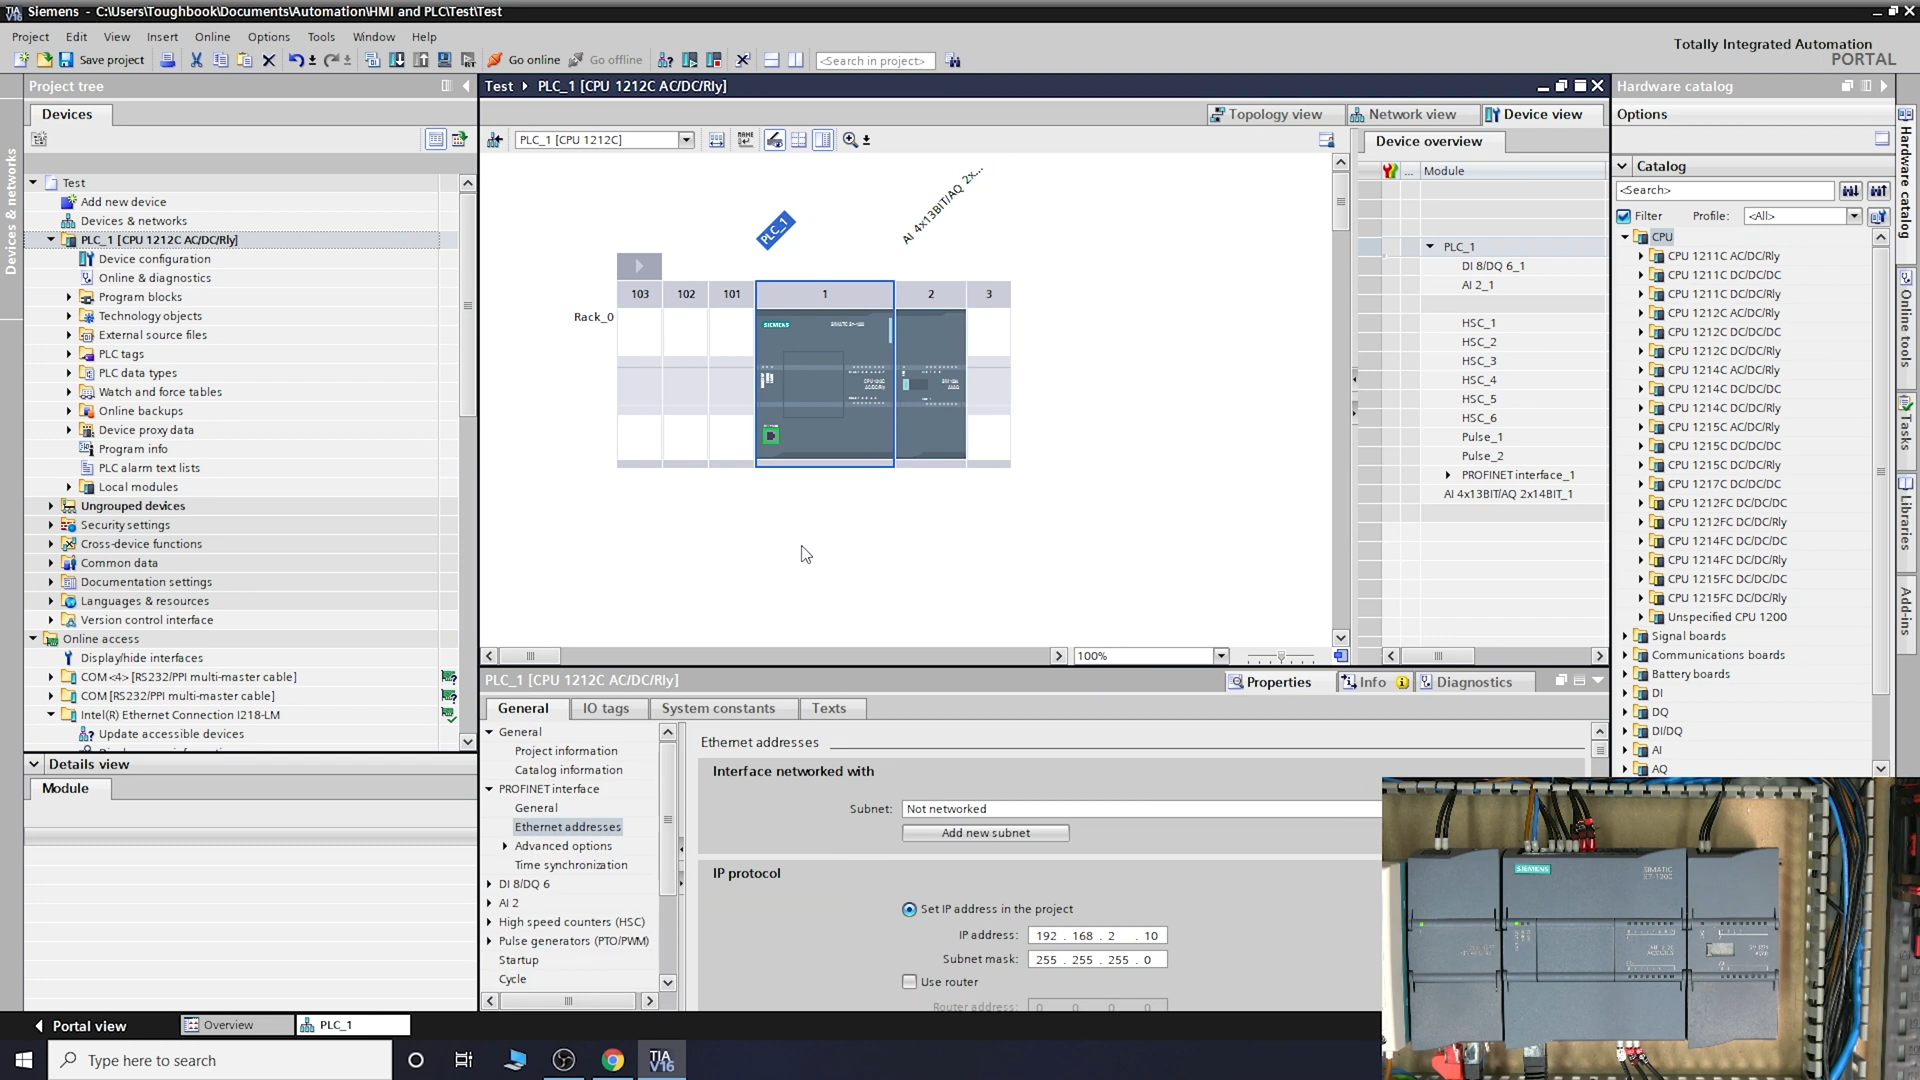 Siemens - C:\Users\Toughbook\Documents\Automation\HMI and PLC\Test\Test
Project Edit View Insert Online Options Tools Window Help
Totally Integrated Automation
PORTAL
Save project
Go online
Go offline
<Search in project>
Project tree
Devices
Devices & networks
Test
Add new device
Devices & networks
PLC_1 [CPU 1212C AC/DC/Rly]
Device configuration
Online & diagnostics
Program blocks
Technology objects
External source files
PLC tags
PLC data types
Watch and force tables
Online backups
Device proxy data
Program info
PLC alarm text lists
Local modules
Ungrouped devices
Security settings
Cross-device functions
Common data
Documentation settings
Languages & resources
Version control interface
Online access
Display/hide interfaces
COM <4> [RS232/PPI multi-master cable]
COM [RS232/PPI multi-master cable]
Intel(R) Ethernet Connection I218-LM
Update accessible devices
Details view
Module
Test ▸ PLC_1 [CPU 1212C AC/DC/Rly]
Topology view
Network view
Device view
PLC_1 [CPU 1212C]
PLC_1
AI 4x13BIT/AQ 2x...
103 102 101 1 2 3
Rack_0
SIEMENS
100%
Device overview
... Module
PLC_1
DI 8/DQ 6_1
AI 2_1
HSC_1
HSC_2
HSC_3
HSC_4
HSC_5
HSC_6
Pulse_1
Pulse_2
PROFINET interface_1
AI 4x13BIT/AQ 2x14BIT_1
PLC_1 [CPU 1212C AC/DC/Rly]
Properties
Info
Diagnostics
General
IO tags
System constants
Texts
General
Project information
Catalog information
PROFINET interface
General
Ethernet addresses
Advanced options
Time synchronization
DI 8/DQ 6
AI 2
High speed counters (HSC)
Pulse generators (PTO/PWM)
Startup
Cycle
Ethernet addresses
Interface networked with
Subnet: Not networked
Add new subnet
IP protocol
Set IP address in the project
IP address: 192 . 168 . 2 . 10
Subnet mask: 255 . 255 . 255 . 0
Use router
Router address: 0 0 0 0
Hardware catalog
Options
Catalog
<Search>
Filter Profile: <All>
CPU
CPU 1211C AC/DC/Rly
CPU 1211C DC/DC/DC
CPU 1211C DC/DC/Rly
CPU 1212C AC/DC/Rly
CPU 1212C DC/DC/DC
CPU 1212C DC/DC/Rly
CPU 1214C AC/DC/Rly
CPU 1214C DC/DC/DC
CPU 1214C DC/DC/Rly
CPU 1215C AC/DC/Rly
CPU 1215C DC/DC/DC
CPU 1215C DC/DC/Rly
CPU 1217C DC/DC/DC
CPU 1212FC DC/DC/DC
CPU 1212FC DC/DC/Rly
CPU 1214FC DC/DC/DC
CPU 1214FC DC/DC/Rly
CPU 1215FC DC/DC/DC
CPU 1215FC DC/DC/Rly
Unspecified CPU 1200
Signal boards
Communications boards
Battery boards
DI
DQ
DI/DQ
AI
AQ
Hardware catalog
Online tools
Tasks
Libraries
Add-ins
SIEMENS
SIMATIC
S7-1200
Portal view
Overview
PLC_1
Type here to search
TIA
V16